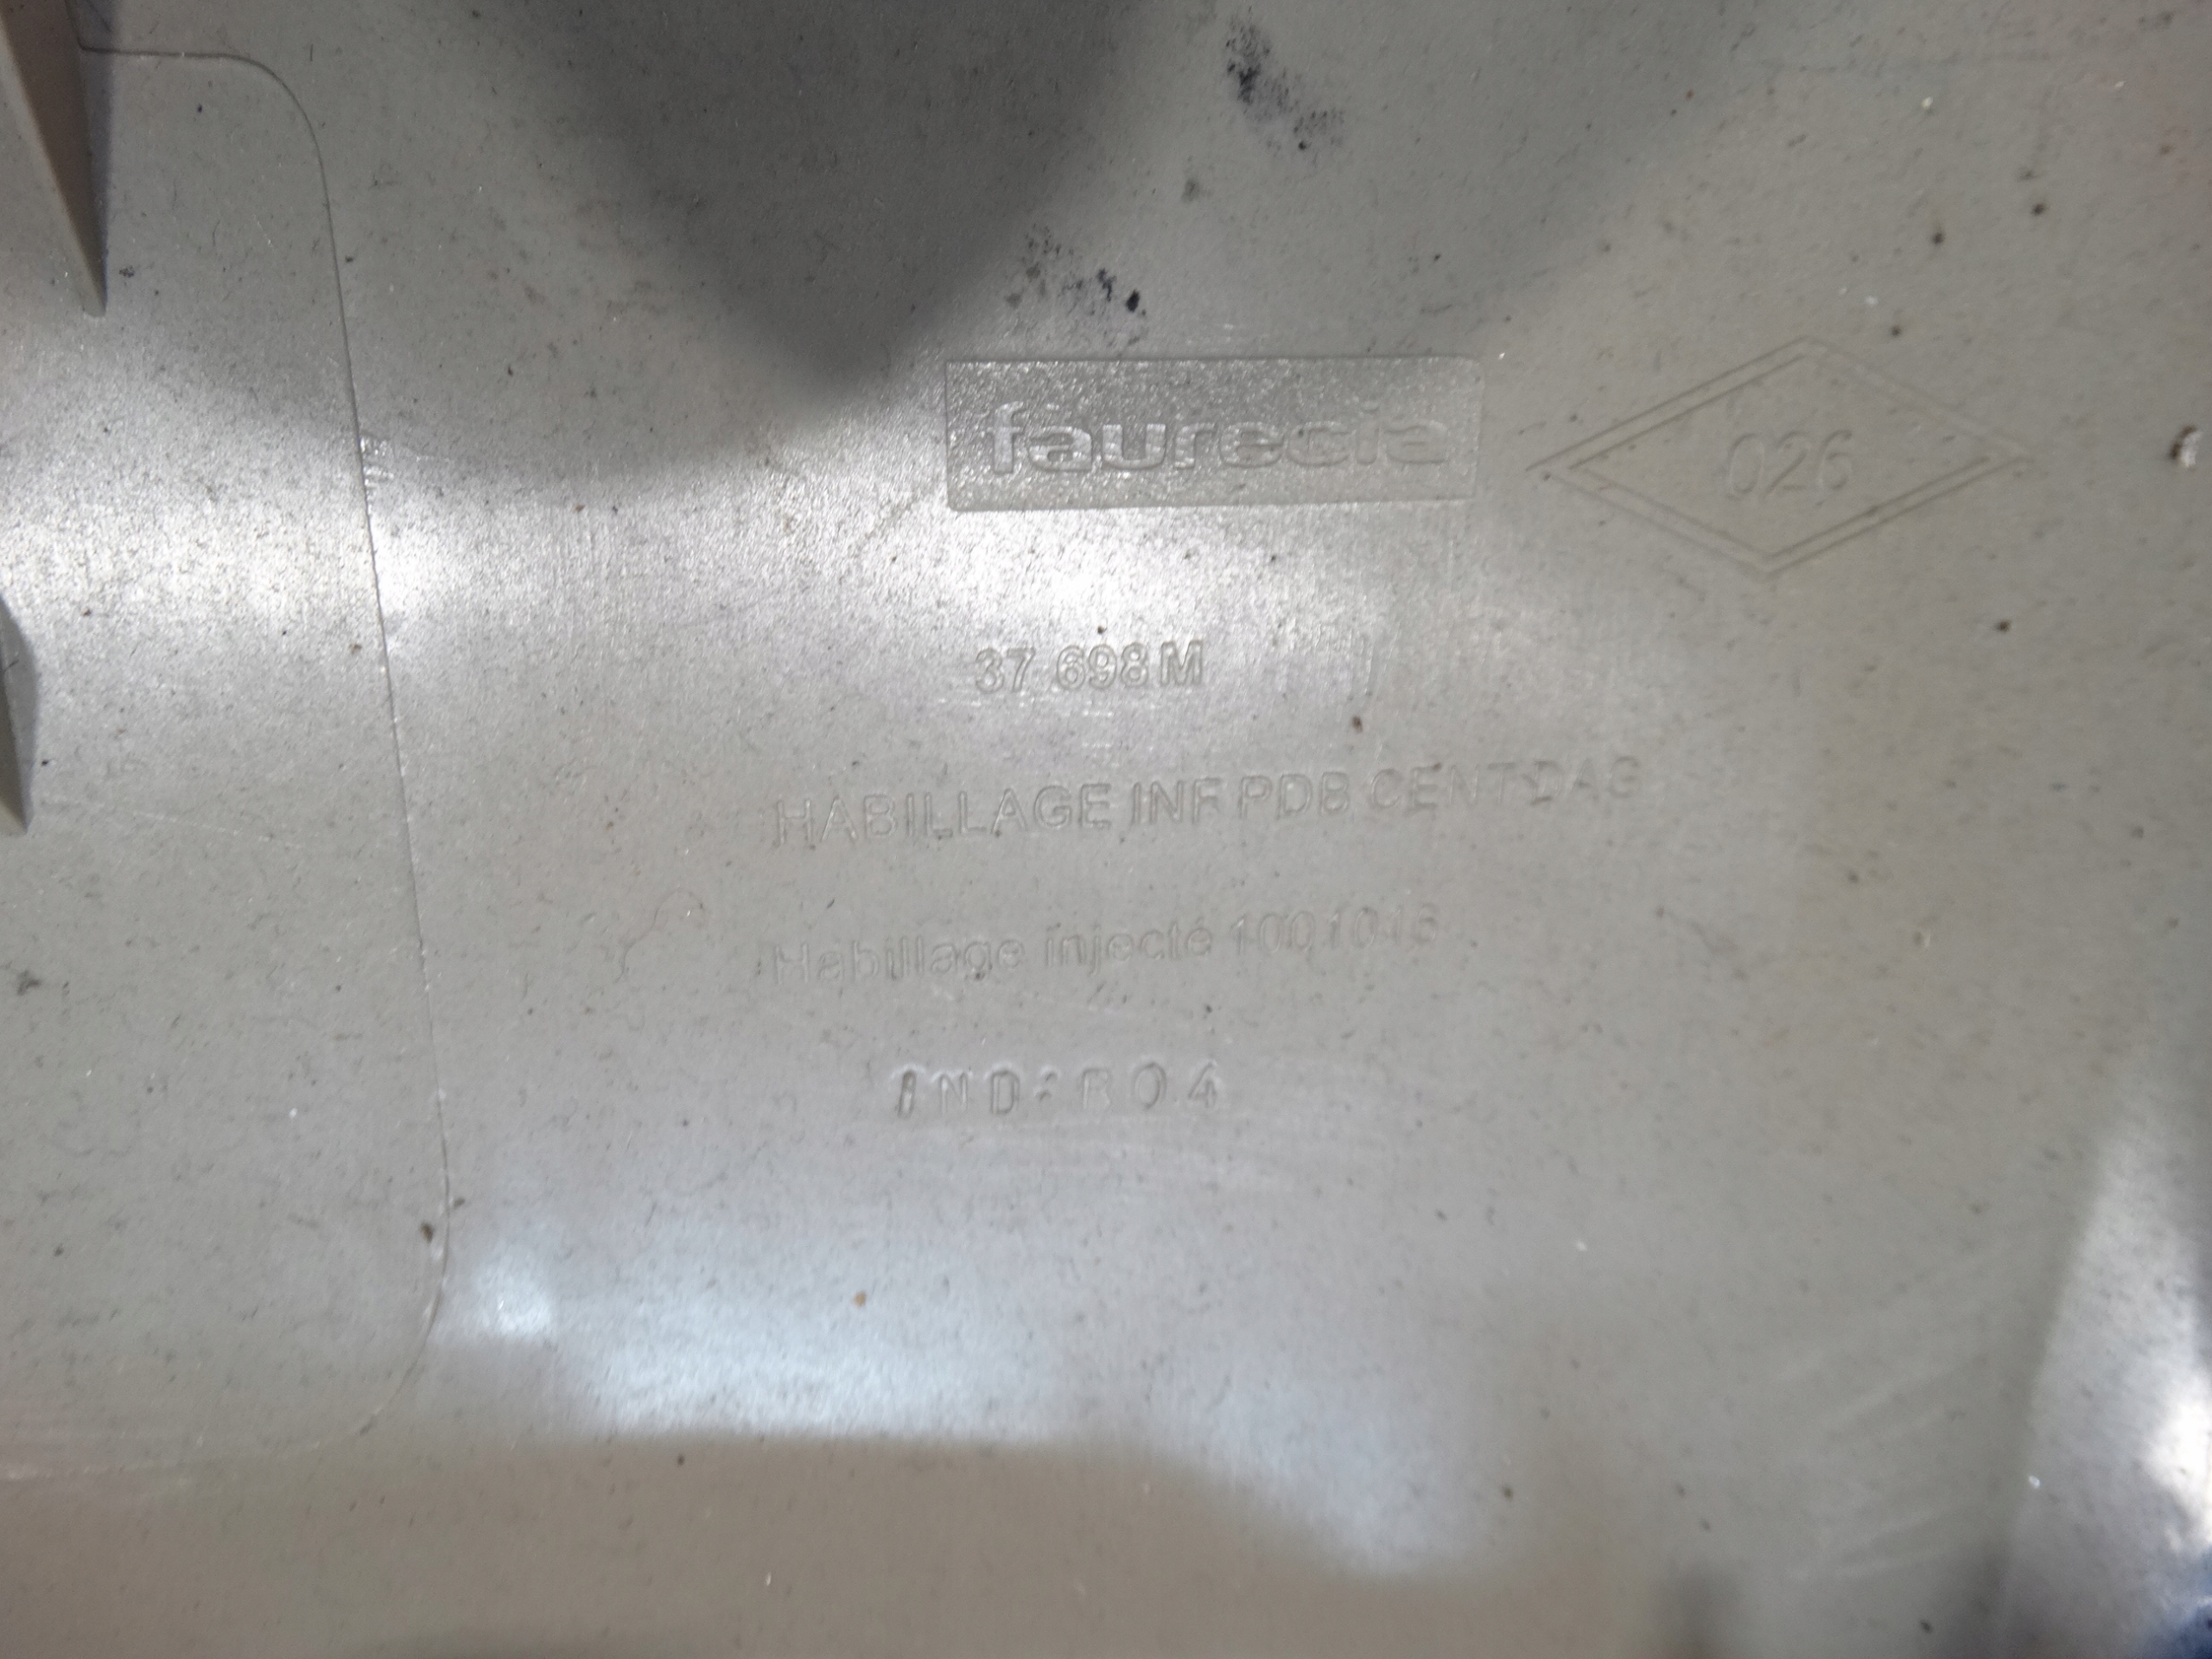 faurecia
026
37 698 M
HABILLAGE INF PDB CENT DAG
Habillage injecté 1001016
IND: B04